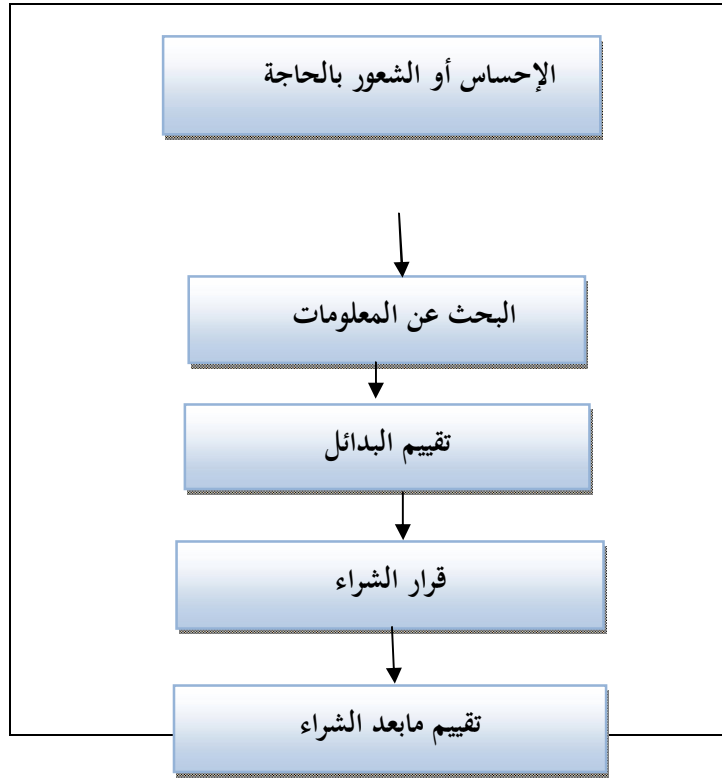 الإحساس أو الشعور بالحاجة
البحث عن المعلومات
تقييم البدائل
قرار الشراء
تقييم مابعد الشراء